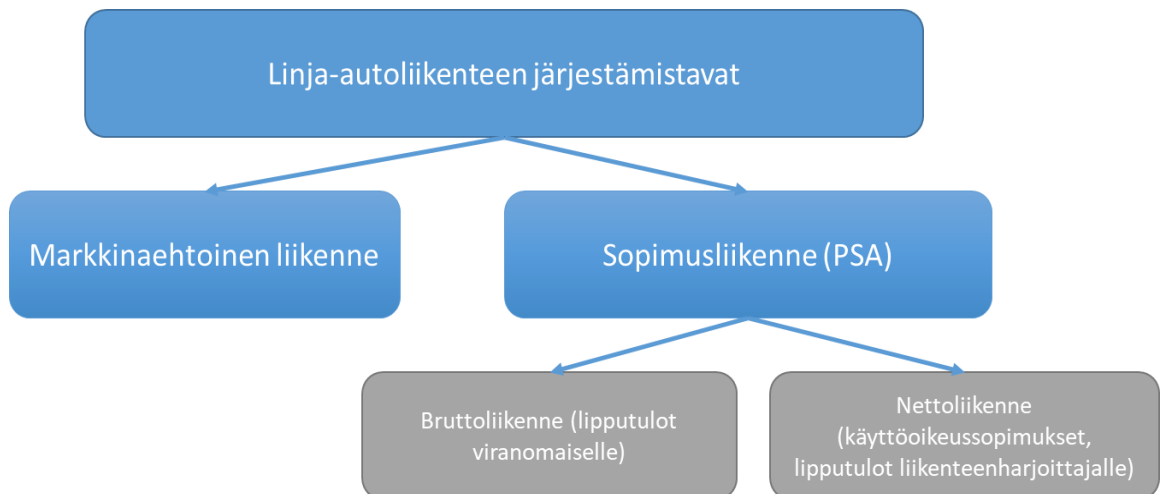 Linja-autoliikenteen järjestämistavat
Markkinaehtoinen liikenne
Sopimusliikenne (PSA)
Bruttoliikenne (lipputulot
viranomaiselle)
Nettoliikenne
(käyttöoikeussopimukset,
lipputulot liikenteenharjoittajalle)